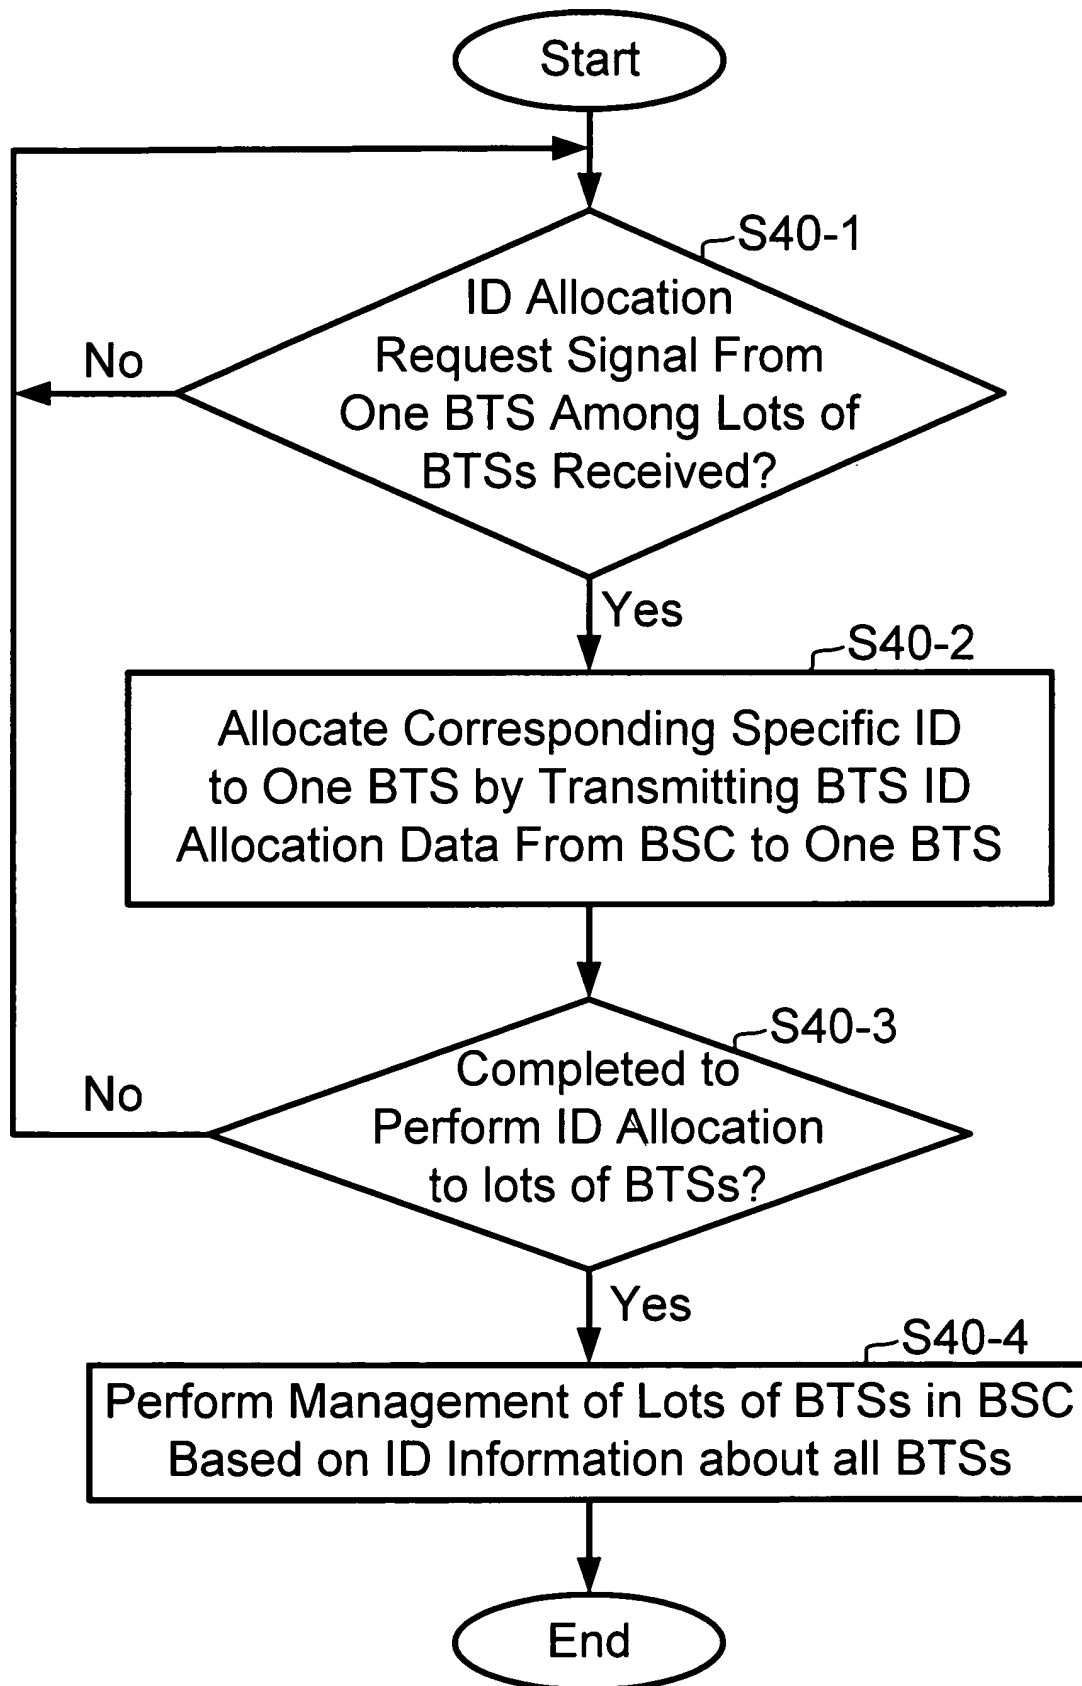 Start
S40-1
ID Allocation
Request Signal From
One BTS Among Lots of
BTSs Received?
No
Yes
S40-2
Allocate Corresponding Specific ID
to One BTS by Transmitting BTS ID
Allocation Data From BSC to One BTS
S40-3
Completed to
Perform ID Allocation
to lots of BTSs?
No
Yes
S40-4
Perform Management of Lots of BTSs in BSC
Based on ID Information about all BTSs
End